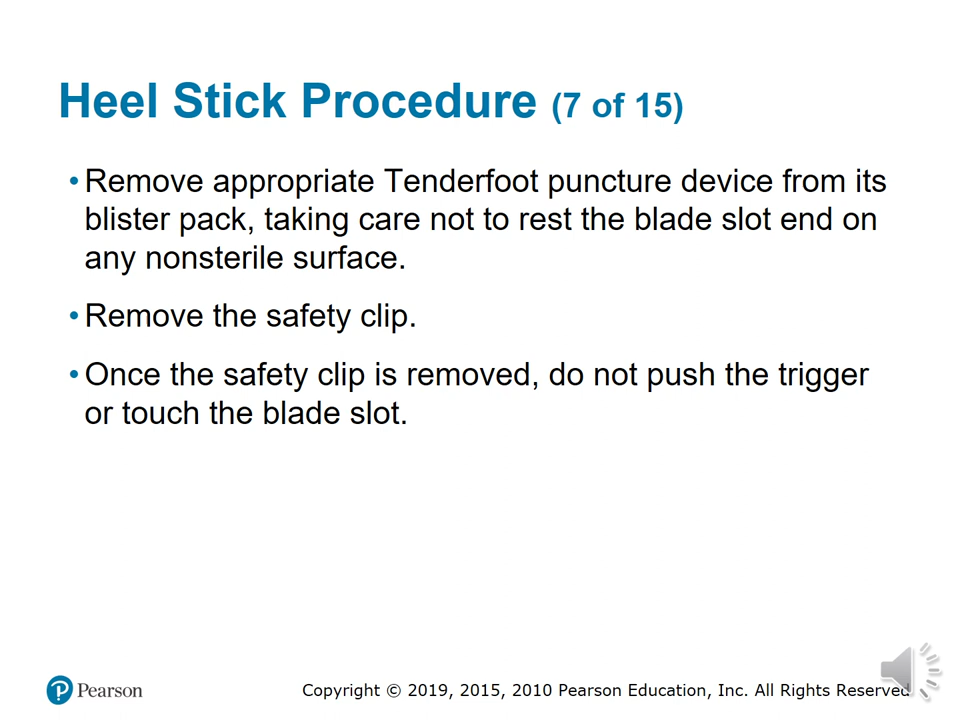 Heel Stick Procedure (7 of 15)
• Remove appropriate Tenderfoot puncture device from its
blister pack, taking care not to rest the blade slot end on
any nonsterile surface.
• Remove the safety clip.
• Once the safety clip is removed, do not push the trigger
or touch the blade slot.
Pearson
Copyright © 2019, 2015, 2010 Pearson Education, Inc. All Rights Reserved